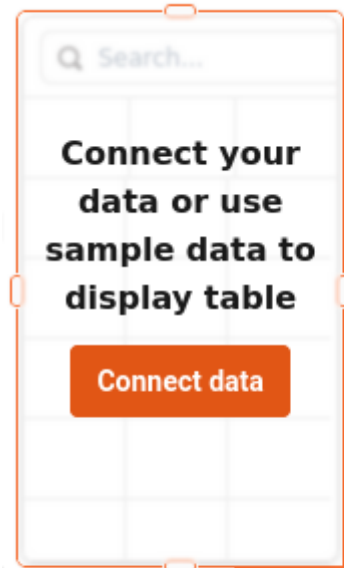 Search...
Connect your
data or use
sample data to
display table
Connect data